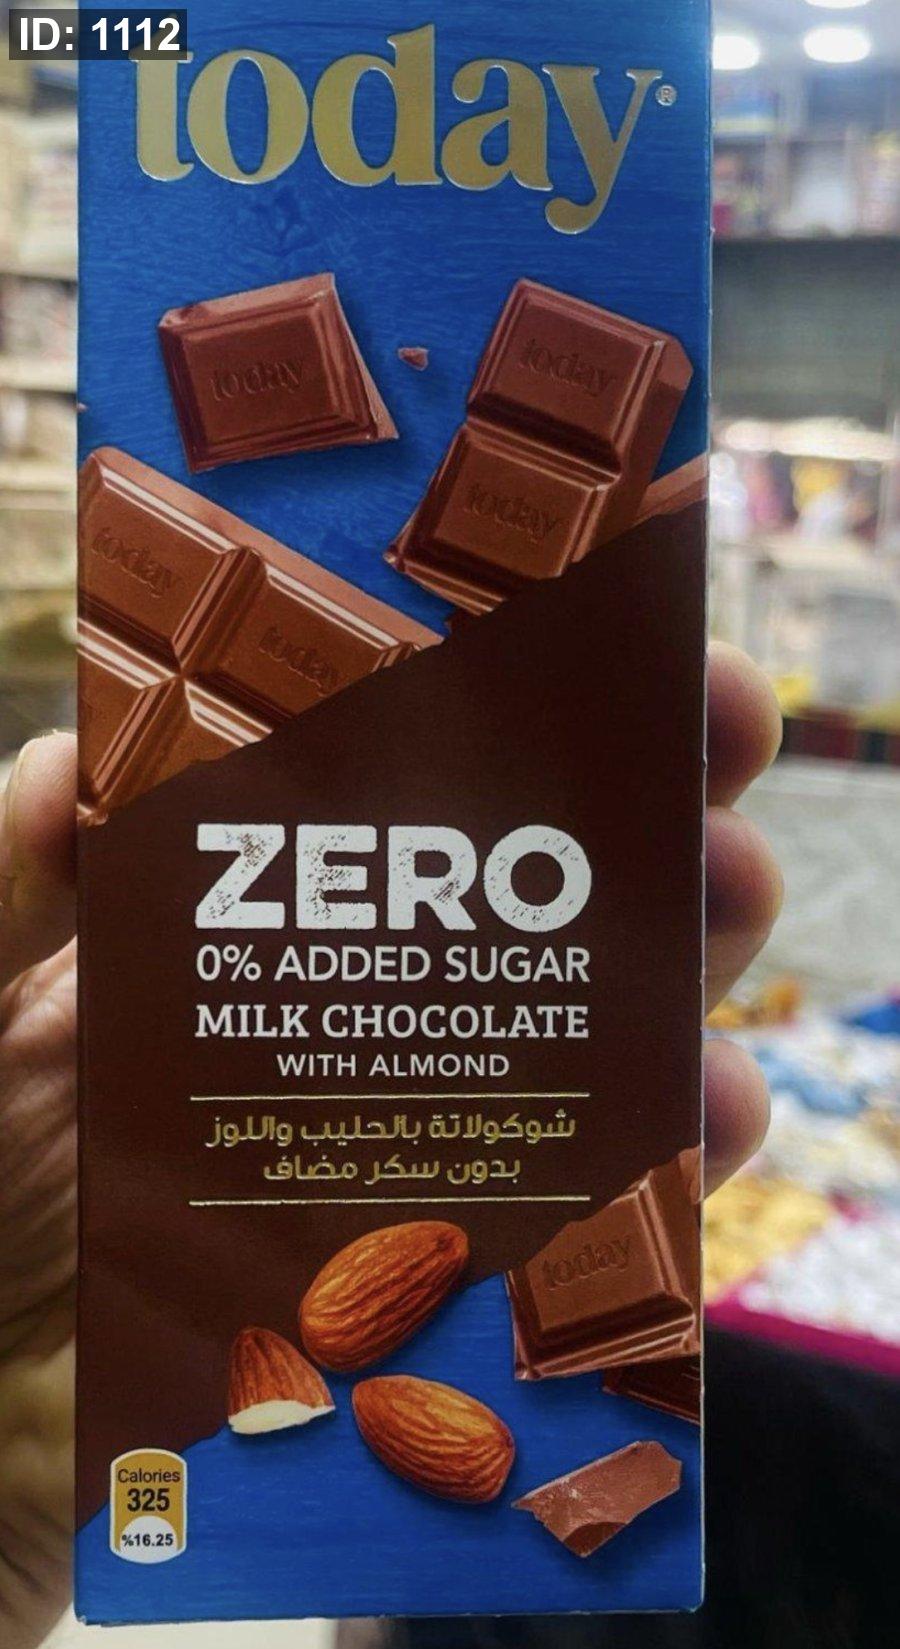 ID: 1112
today®
today
today
today
today
today
ZERO
0% ADDED SUGAR
MILK CHOCOLATE
WITH ALMOND
شوكولاتة بالحليب واللوز
بدون سكر مضاف
today
Calories
325
%16.25